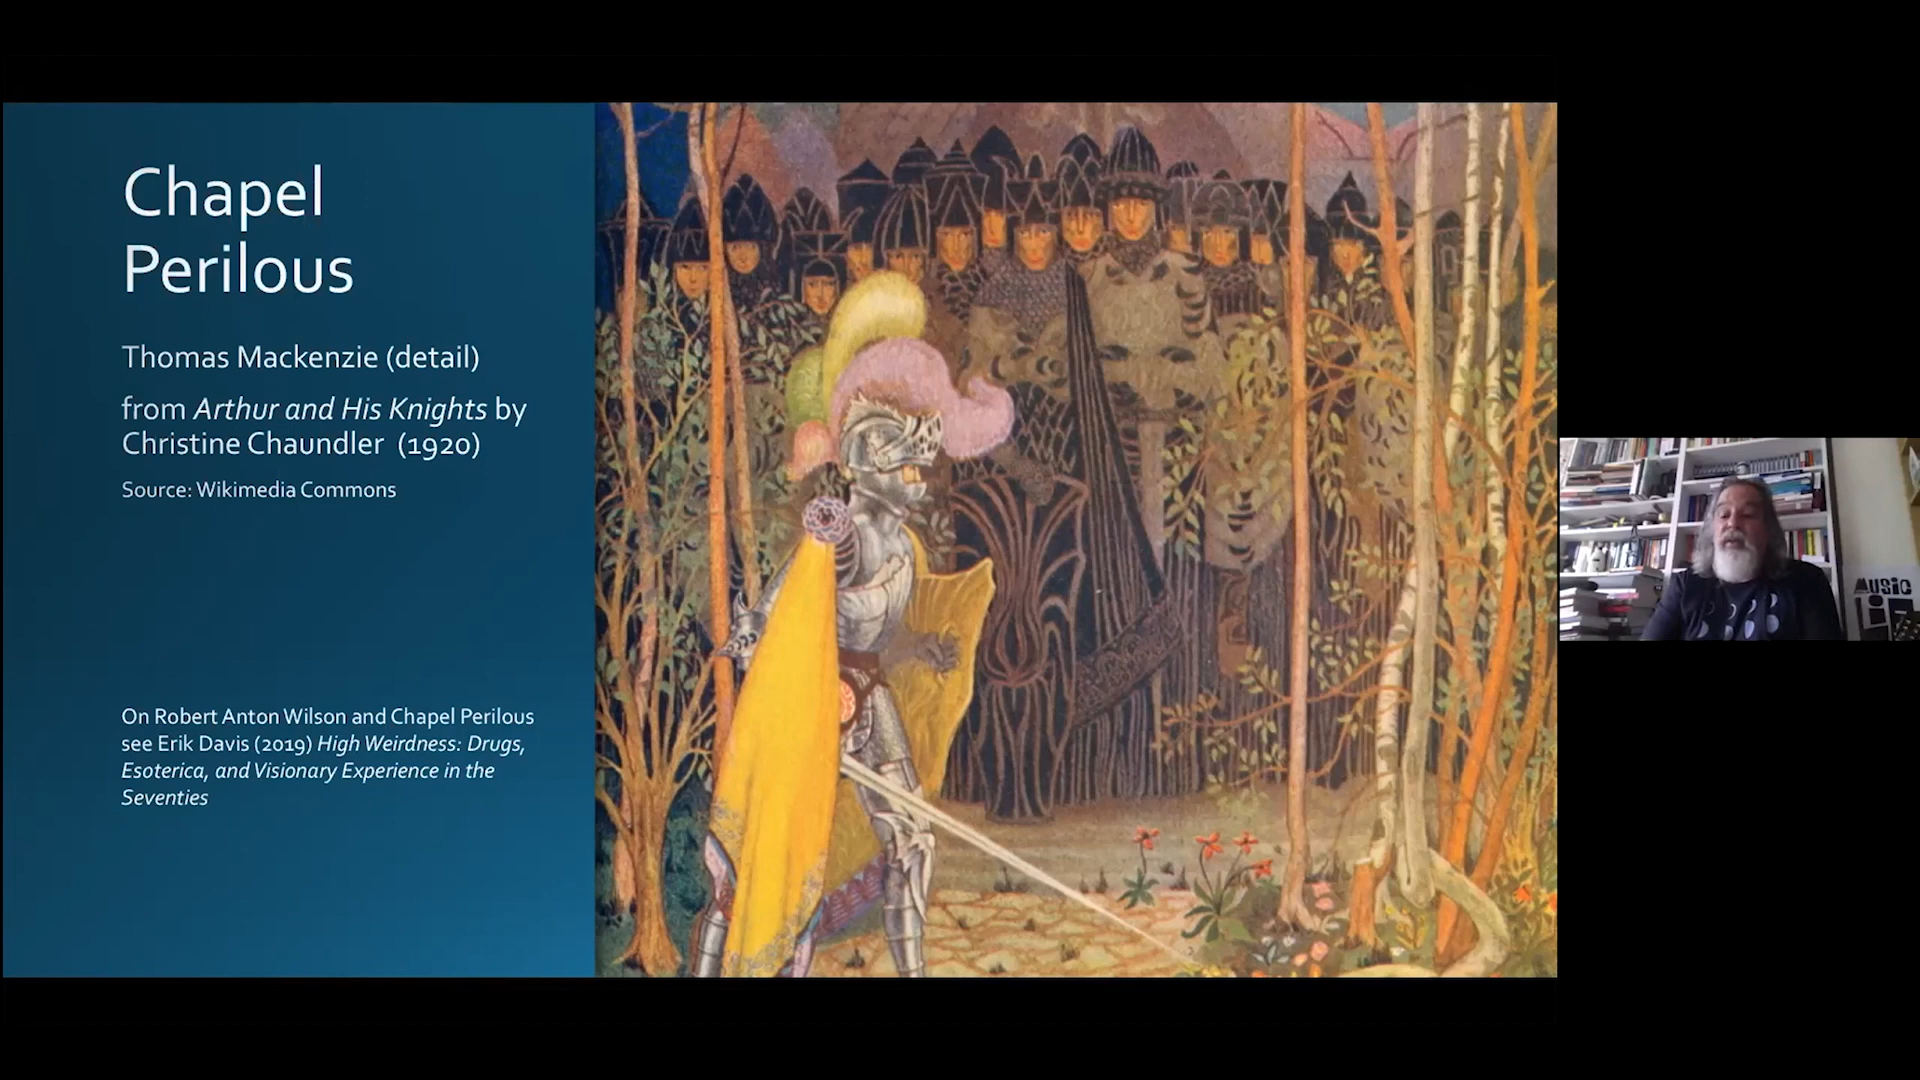 Chapel
Perilous
Thomas Mackenzie (detail)
from Arthur and His Knights by
Christine Chaundler (1920)
Source: Wikimedia Commons
On Robert Anton Wilson and Chapel Perilous
see Erik Davis (2019) High Weirdness: Drugs,
Esoterica, and Visionary Experience in the
Seventies
MUSIC